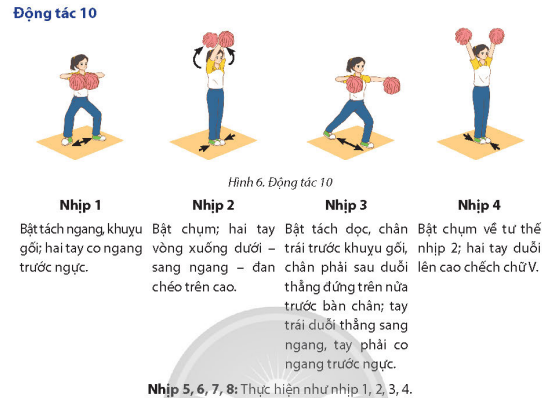 Động tác 10
Hình 6. Động tác 10
Nhịp 1
Bật tách ngang, khuỵu
gối; hai tay co ngang
trước ngực.
Nhịp 2
Bật chụm; hai tay
vòng xuống dưới –
sang ngang – đan
chéo trên cao.
Nhịp 3
Bật tách dọc, chân
trái trước khuỵu gối,
chân phải sau duỗi
thẳng đứng trên nửa
trước bàn chân; tay
trái duỗi thẳng sang
ngang, tay phải co
ngang trước ngực.
Nhịp 4
Bật chụm về tư thế
nhịp 2; hai tay duỗi
lên cao chếch chữ V.
Nhịp 5, 6, 7, 8: Thực hiện như nhịp 1, 2, 3, 4.